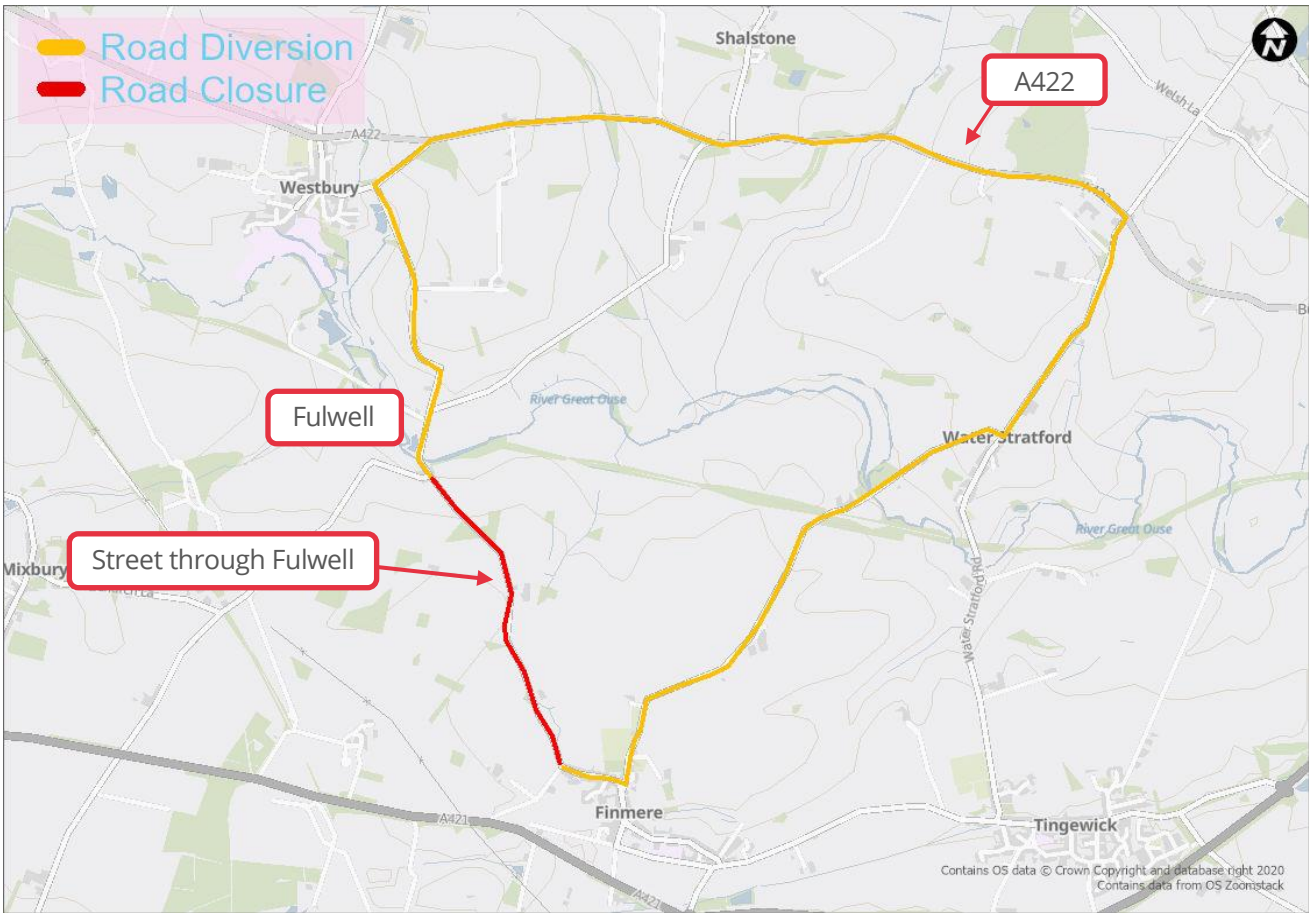 Road Diversion
Road Closure
Shalstone
A422
Welsh La
A422
Westbury
A422
Fulwell
River Great Ouse
Water Stratford
River Great Ouse
Street through Fulwell
Mixbury
Water Stratford Rd
A421
Finmere
Tingewick
A421
Contains OS data © Crown Copyright and database right 2020
Contains data from OS Zoomstack
N